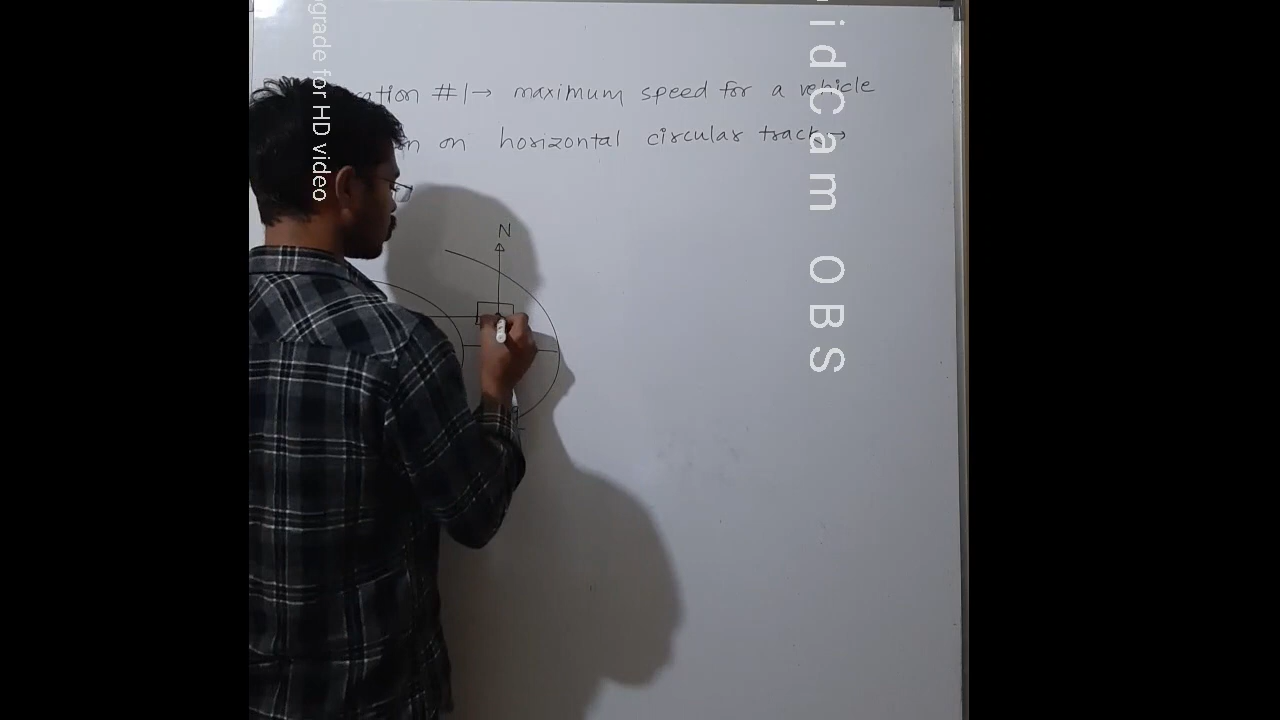 ation #1→ maximum speed for a vehicle
n on horizontal circular track→
N
grade for HD video
idCam OBS